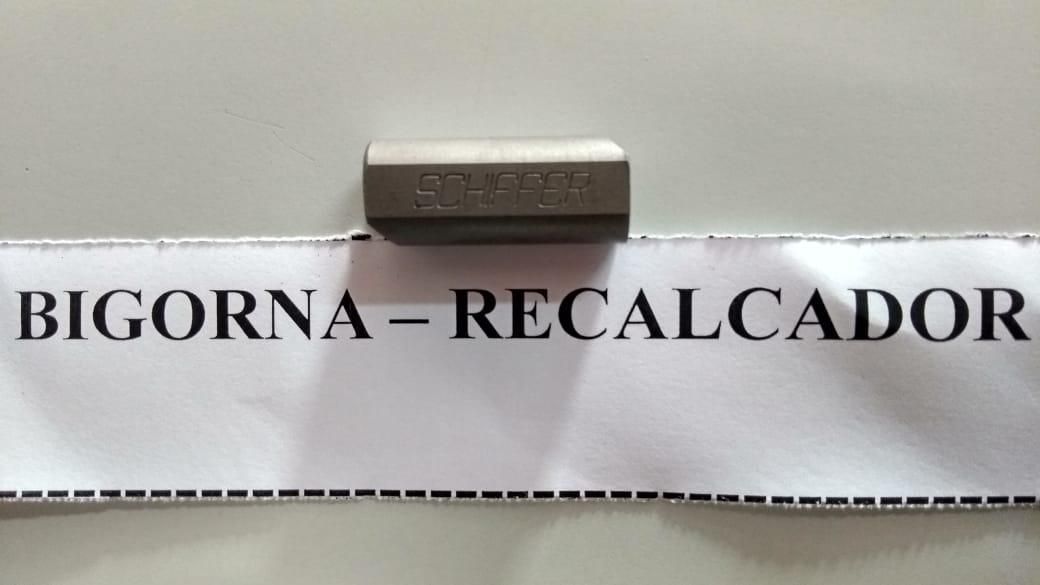 SCHIFFER
BIGORNA – RECALCADOR